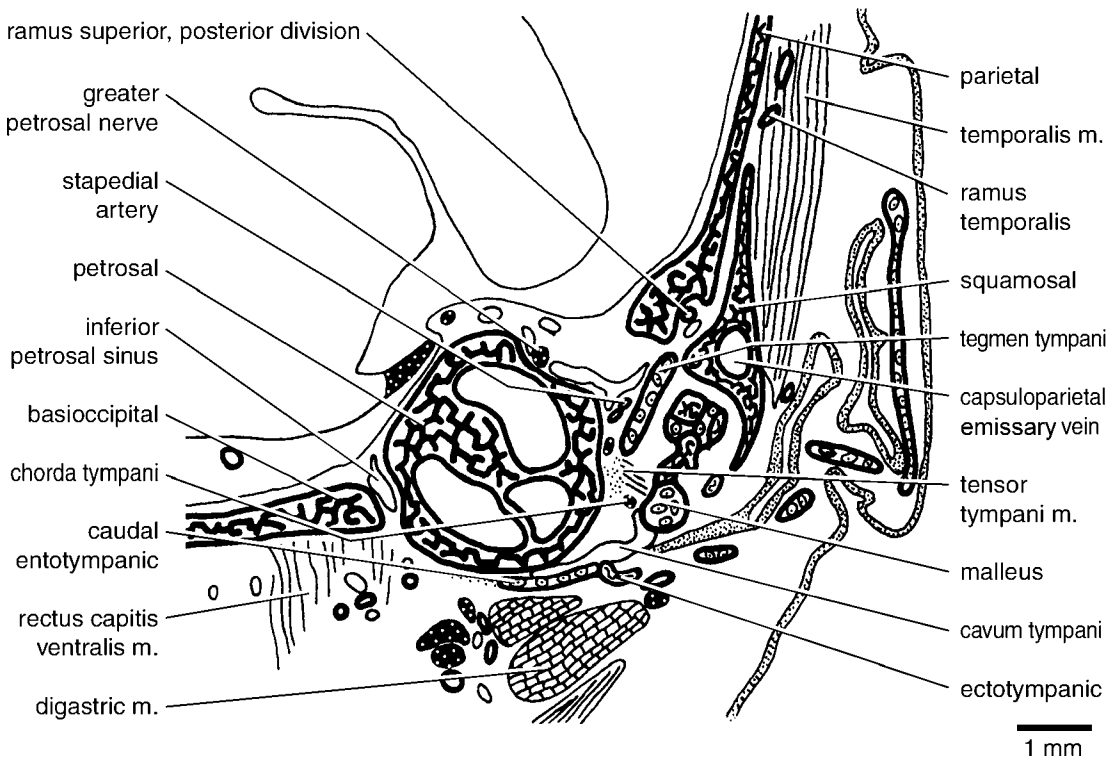 ramus superior, posterior division
greater
petrosal nerve
stapedial
artery
petrosal
inferior
petrosal sinus
basioccipital
chorda tympani
caudal
entotympanic
rectus capitis
ventralis m.
digastric m.
parietal
temporalis m.
ramus
temporalis
squamosal
tegmen tympani
capsuloparietal
emissary vein
tensor
tympani m.
malleus
cavum tympani
ectotympanic
1 mm